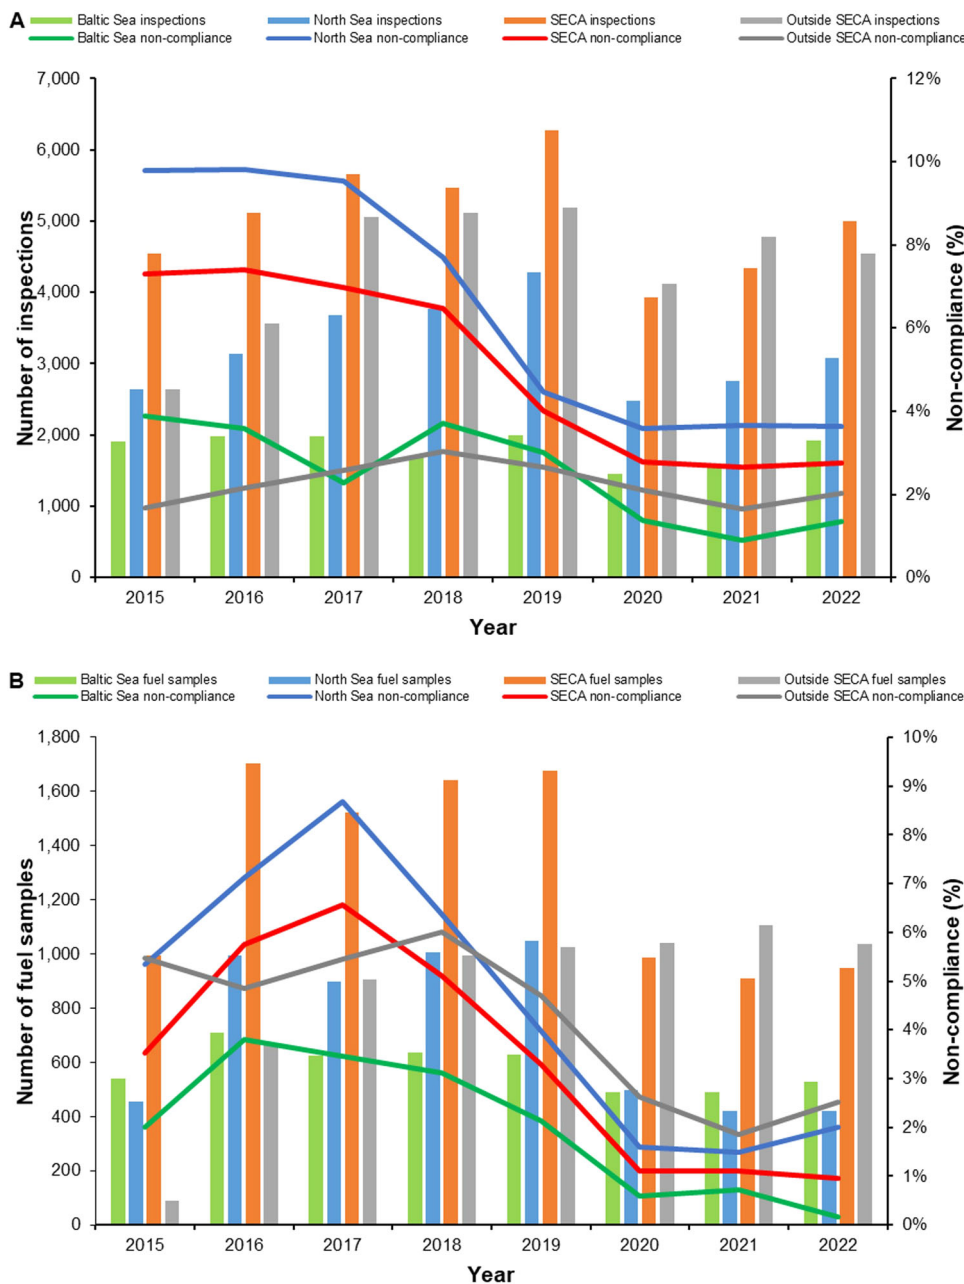 A
Baltic Sea inspections North Sea inspections SECA inspections Outside SECA inspections
Baltic Sea non-compliance North Sea non-compliance SECA non-compliance Outside SECA non-compliance
7,000 12%
6,000 10%
5,000 8%
4,000 6%
3,000 4%
2,000 2%
1,000 0%
0
Number of inspections
Non-compliance (%)
2015 2016 2017 2018 2019 2020 2021 2022
Year
B
Baltic Sea fuel samples North Sea fuel samples SECA fuel samples Outside SECA fuel samples
Baltic Sea non-compliance North Sea non-compliance SECA non-compliance Outside SECA non-compliance
1,800 10%
1,600 9%
1,400 8%
1,200 7%
1,000 6%
800 5%
600 4%
400 3%
200 2%
0 1%
0%
Number of fuel samples
Non-compliance (%)
2015 2016 2017 2018 2019 2020 2021 2022
Year